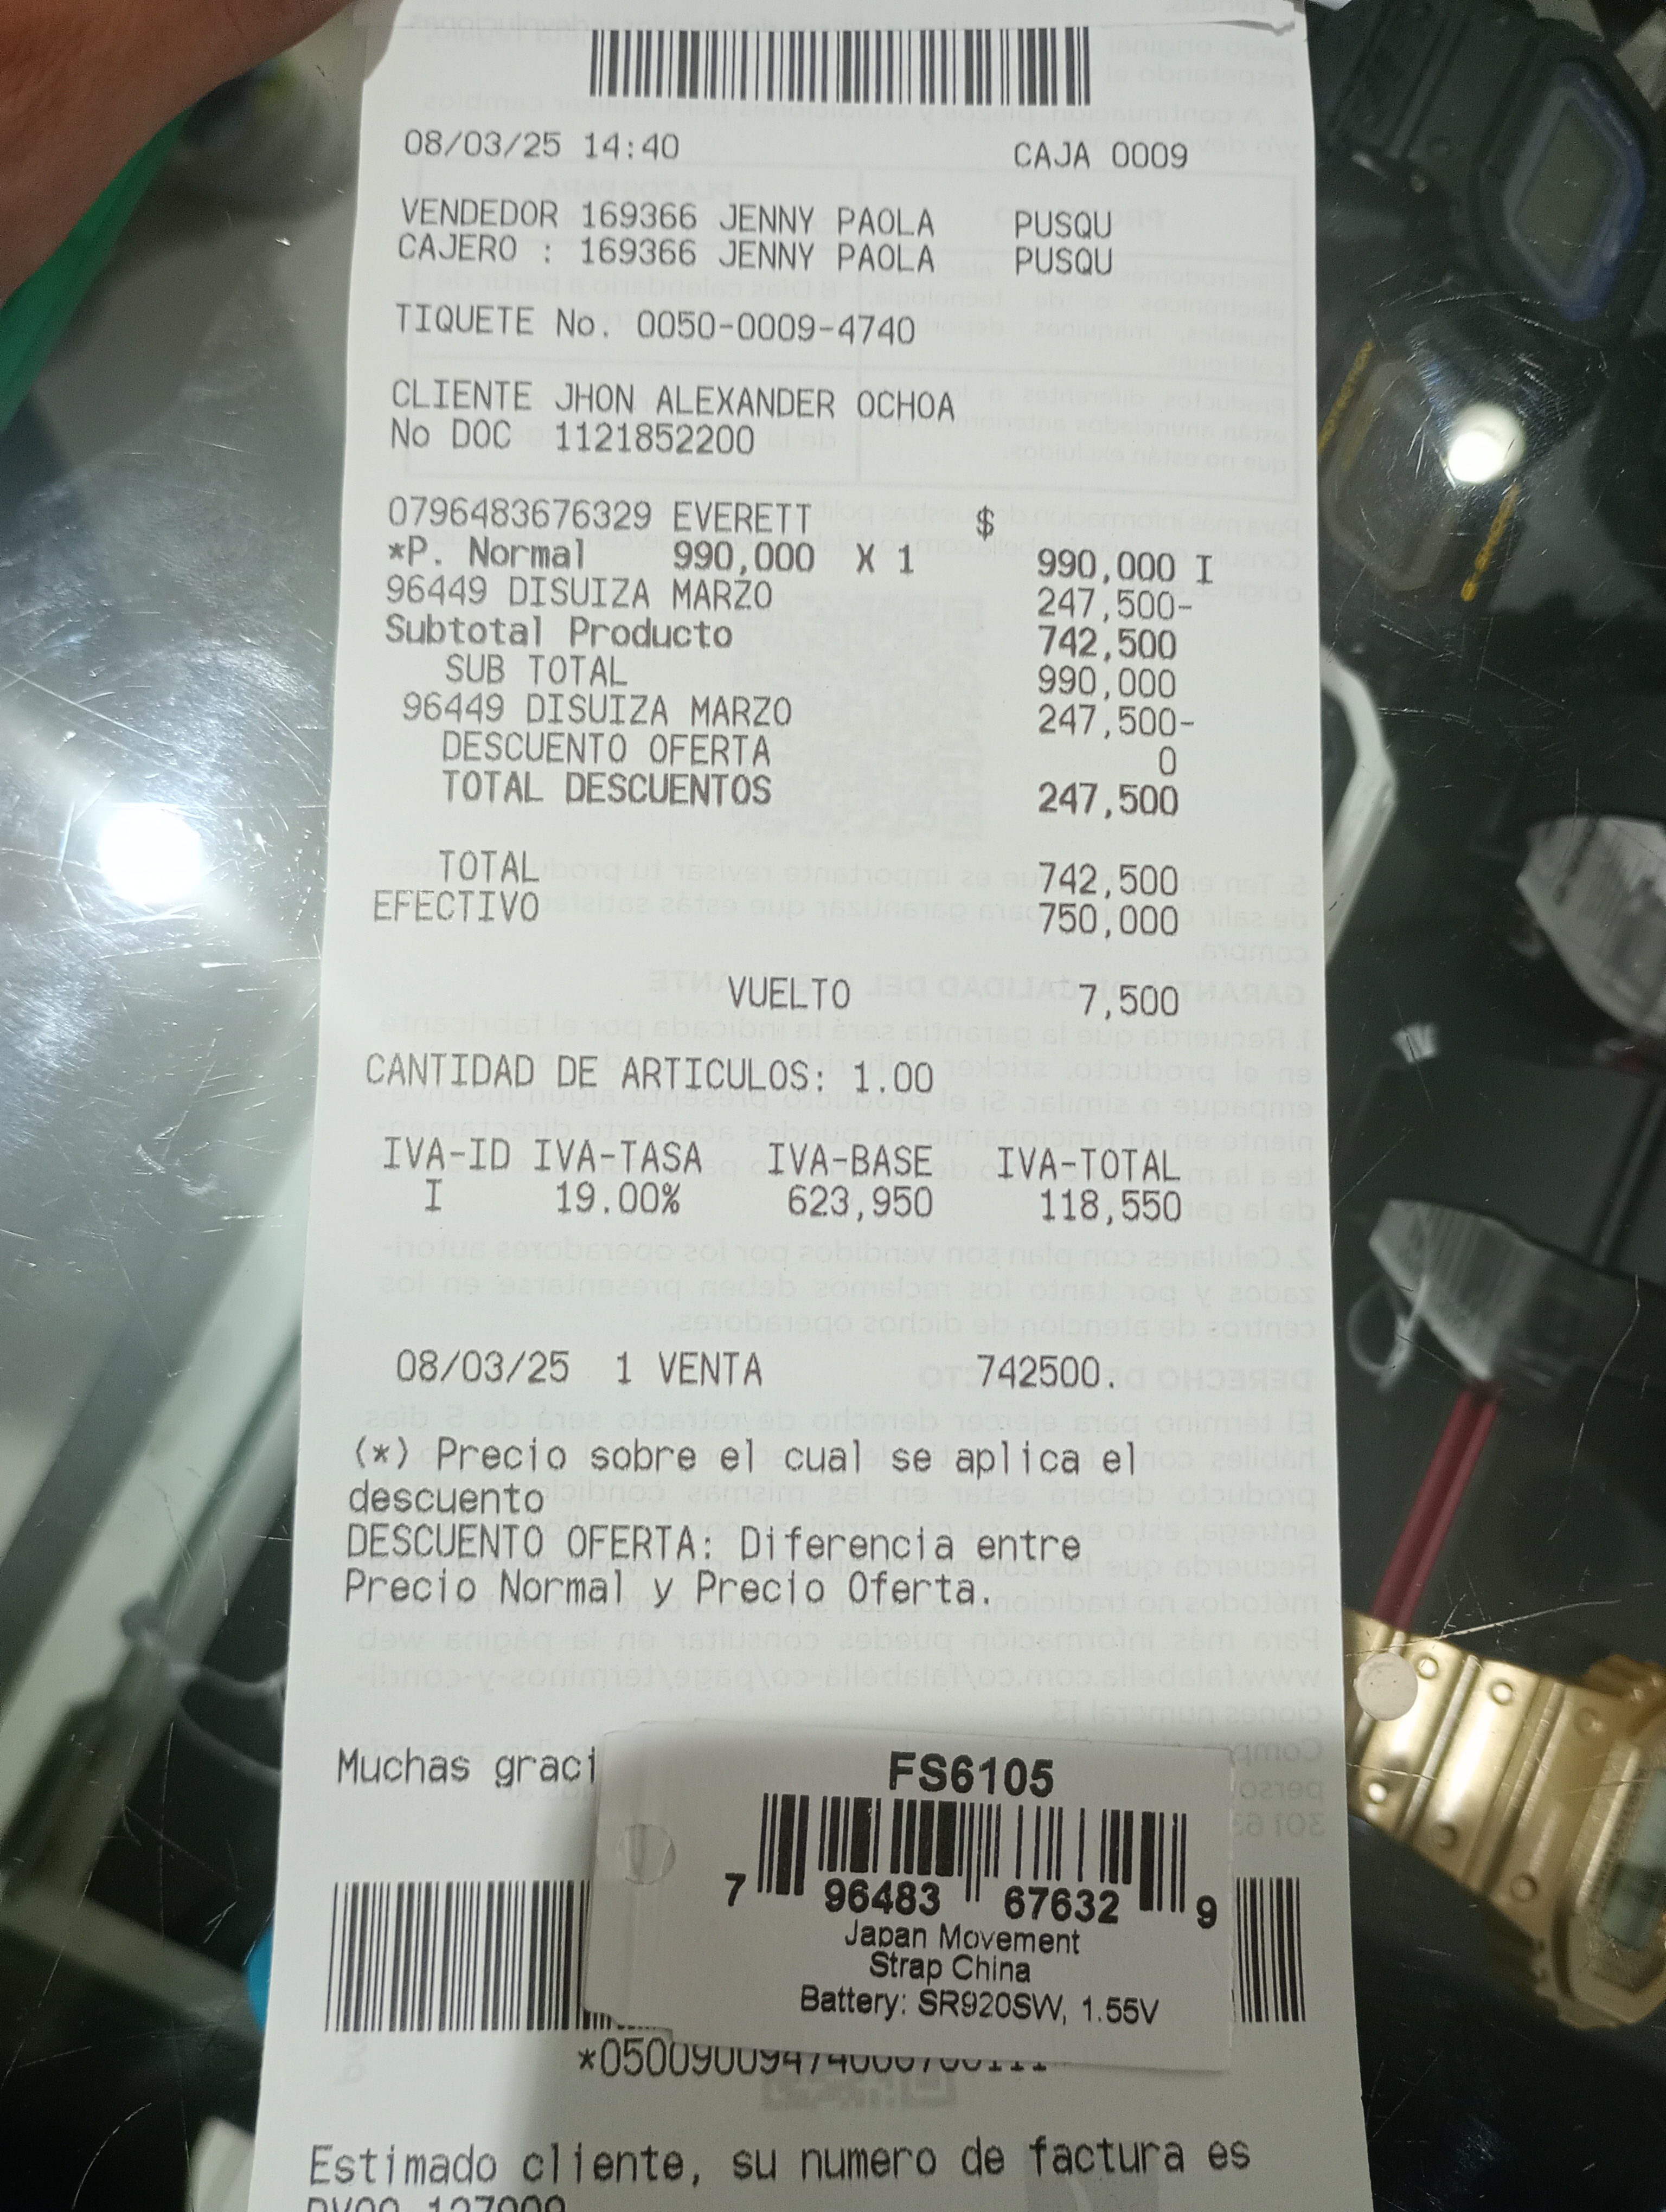 08/03/25 14:40 CAJA 0009
VENDEDOR 169366 JENNY PAOLA PUSQU
CAJERO : 169366 JENNY PAOLA PUSQU
TIQUETE No. 0050-0009-4740
CLIENTE JHON ALEXANDER OCHOA
No DOC 1121852200
0796483676329 EVERETT $
*P. Normal 990,000 X 1 990,000 I
96449 DISUIZA MARZO 247,500-
Subtotal Producto 742,500
SUB TOTAL 990,000
96449 DISUIZA MARZO 247,500-
DESCUENTO OFERTA 0
TOTAL DESCUENTOS 247,500
TOTAL 742,500
EFECTIVO 750,000
VUELTO 7,500
CANTIDAD DE ARTICULOS: 1.00
IVA-ID IVA-TASA IVA-BASE IVA-TOTAL
I 19.00% 623,950 118,550
08/03/25 1 VENTA 742500.
(*) Precio sobre el cual se aplica el
descuento
DESCUENTO OFERTA: Diferencia entre
Precio Normal y Precio Oferta.
Muchas graci
FS6105
7 96483 67632 9
Japan Movement
Strap China
Battery: SR920SW, 1.55V
Estimado cliente, su numero de factura es